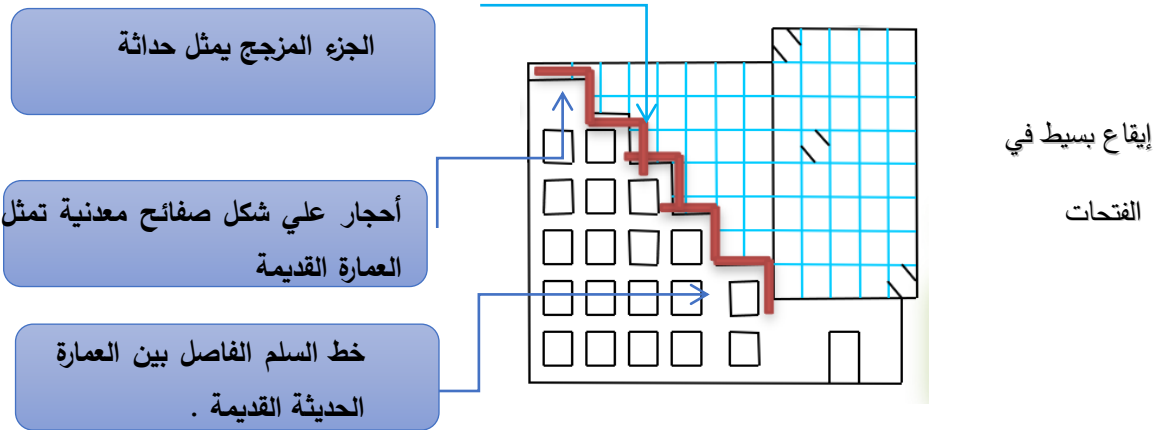 الجزء المزجج يمثل حداثة
أحجار علي شكل صفائح معدنية تمثل
العمارة القديمة
خط السلم الفاصل بين العمارة
الحديثة القديمة .
إيقاع بسيط في
الفتحات